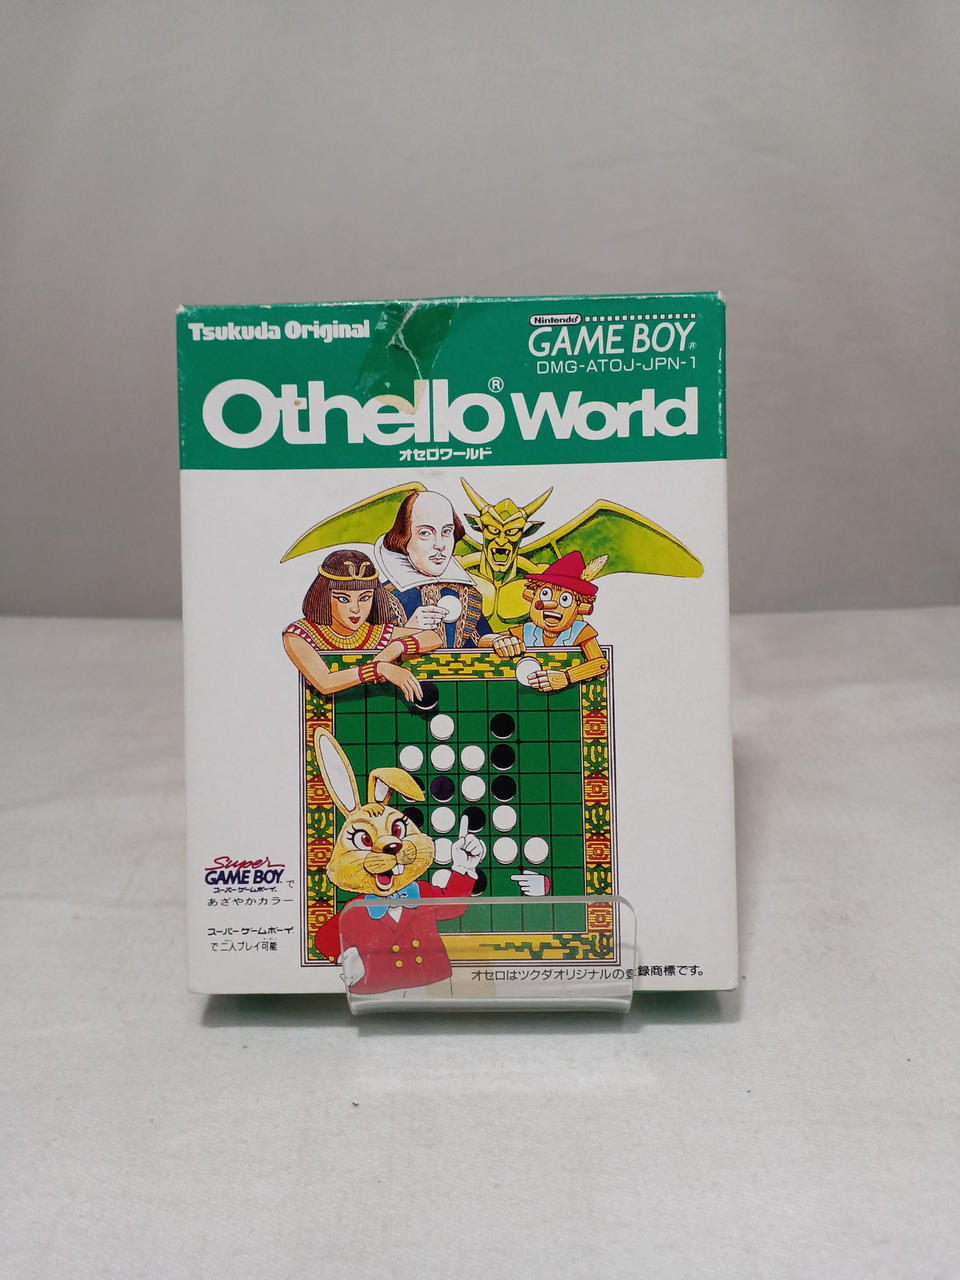 Tsukuda Original
Nintendo®
GAME BOY®
DMG-ATOJ-JPN-1
Othello® World
オセロワールド
Super
GAME BOY
スーパーゲームボーイ.で
あざやかカラー
スーパーゲームボーイ.
で二人プレイ可能
オセロはツクダオリジナルの登録商標です。